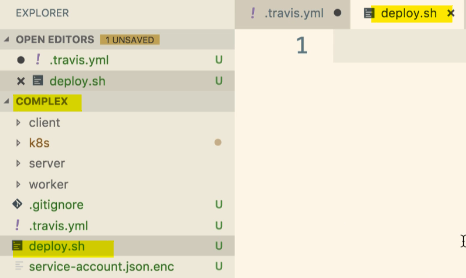 EXPLORER
OPEN EDITORS 1 UNSAVED
! .travis.yml U
deploy.sh U
COMPLEX
client
k8s
server
worker
.gitignore U
! .travis.yml U
deploy.sh U
service-account.json.enc U
! .travis.yml
deploy.sh
1